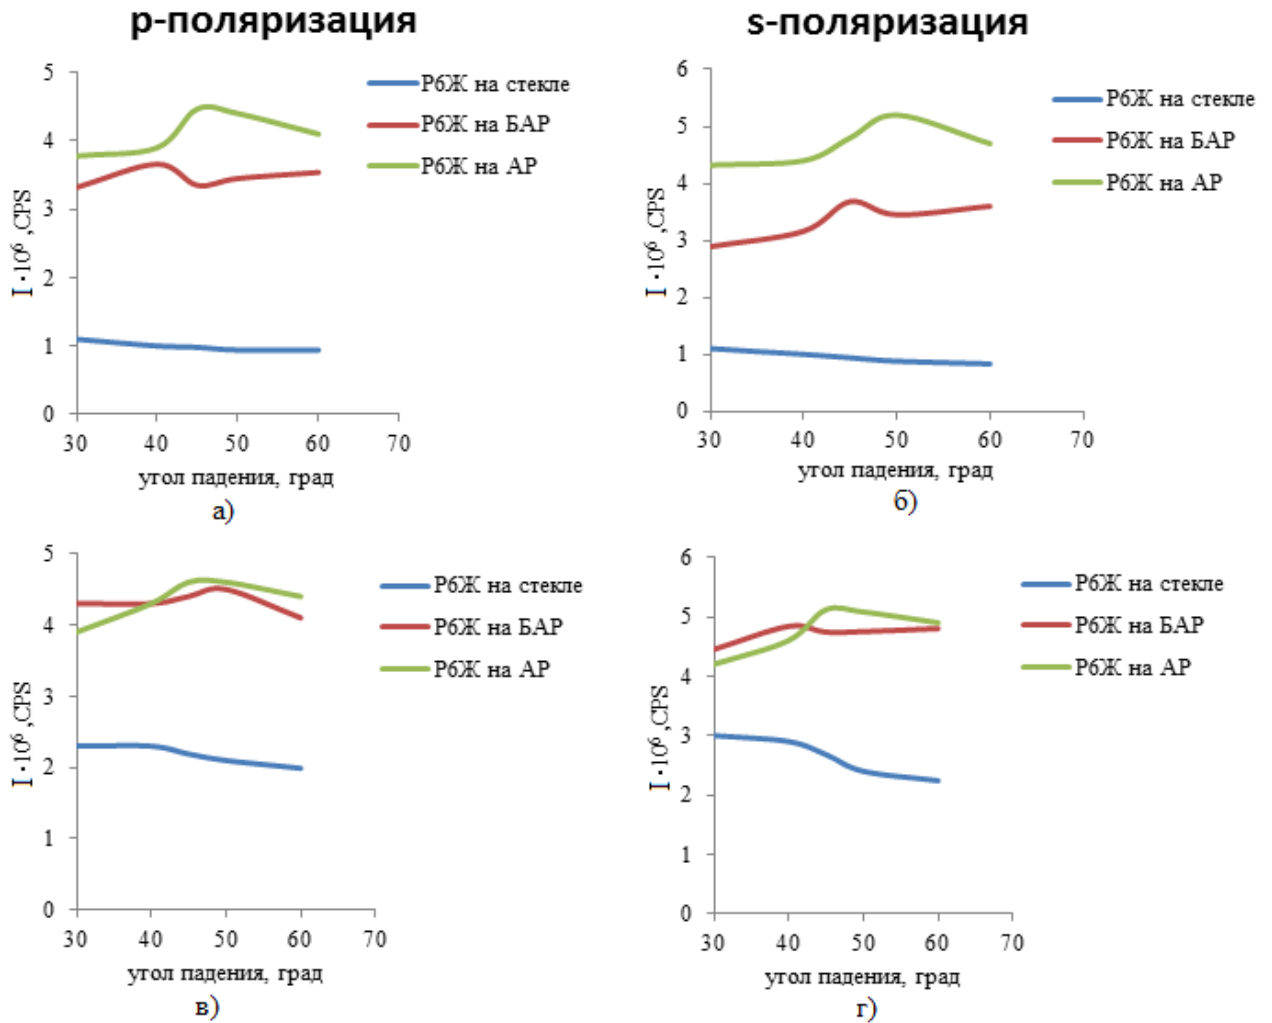 р-поляризация
s-поляризация
5
4
3
2
1
0
30 40 50 60 70
I ·10⁶ ,CPS
угол падения, град
Р6Ж на стекле
Р6Ж на БАР
Р6Ж на АР
а)
6
5
4
3
2
1
0
30 40 50 60 70
I ·10⁶ ,CPS
угол падения, град
Р6Ж на стекле
Р6Ж на БАР
Р6Ж на АР
б)
5
4
3
2
1
0
30 40 50 60 70
I ·10⁶ ,CPS
угол падения, град
Р6Ж на стекле
Р6Ж на БАР
Р6Ж на АР
в)
6
5
4
3
2
1
0
30 40 50 60 70
I ·10⁶ ,CPS
угол падения, град
Р6Ж на стекле
Р6Ж на БАР
Р6Ж на АР
г)